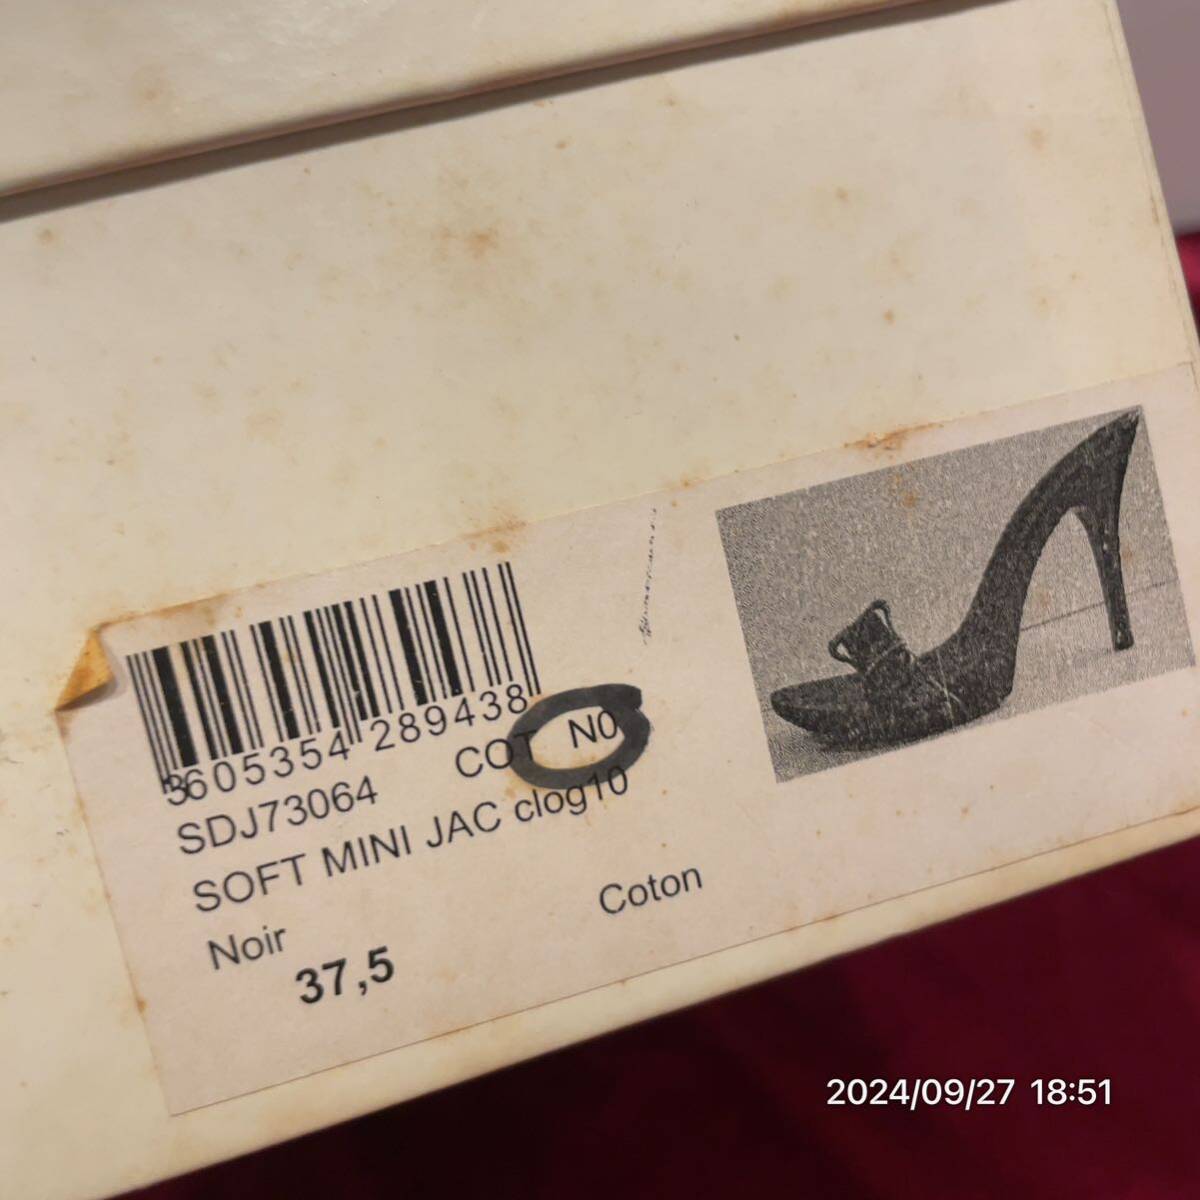 3605354 289438
SDJ73064 COT N0
SOFT MINI JAC clog10
Noir Coton
37,5
2024/09/27 18:51